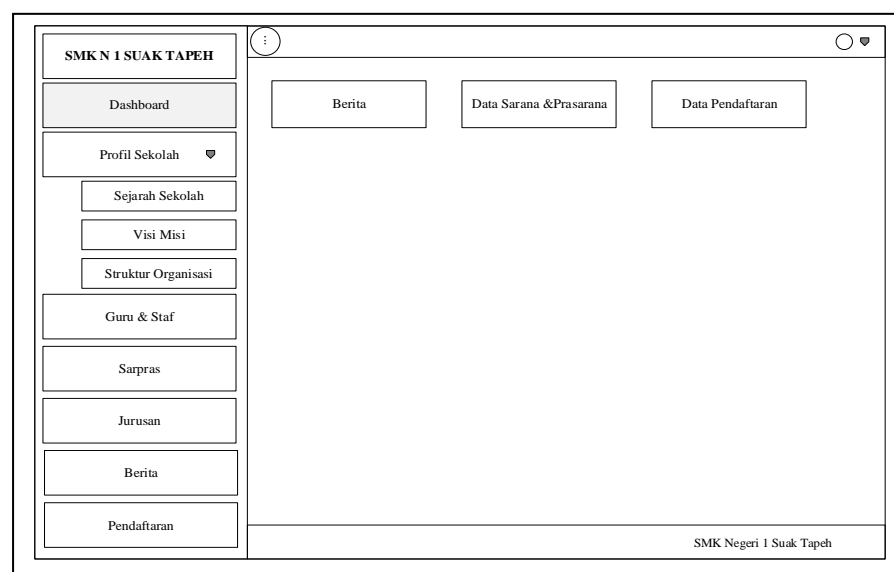 SMK N 1 SUAK TAPEH
Dashboard
Profil Sekolah
Sejarah Sekolah
Visi Misi
Struktur Organisasi
Guru & Staf
Sarpras
Jurusan
Berita
Pendaftaran
Berita
Data Sarana &Prasarana
Data Pendaftaran
SMK Negeri 1 Suak Tapeh